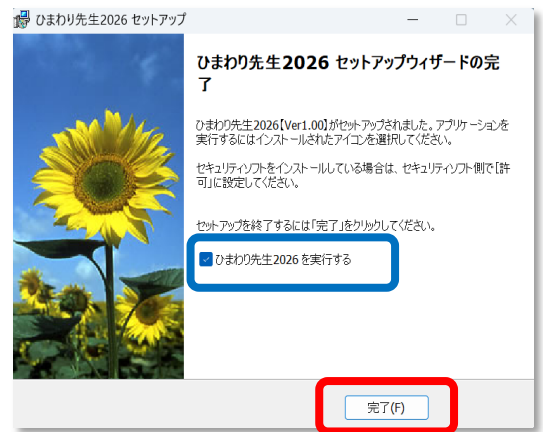 ひまわり先生2026 セットアップ
ひまわり先生2026 セットアップウィザードの完
了
ひまわり先生2026【Ver1.00】がセットアップされました。アプリケーションを
実行するにはインストールされたアイコンを選択してください。
セキュリティソフトをインストールしている場合は、セキュリティソフト側で[許
可]に設定してください。
セットアップを終了するには「完了」をクリックしてください。
ひまわり先生2026 を実行する
完了(F)